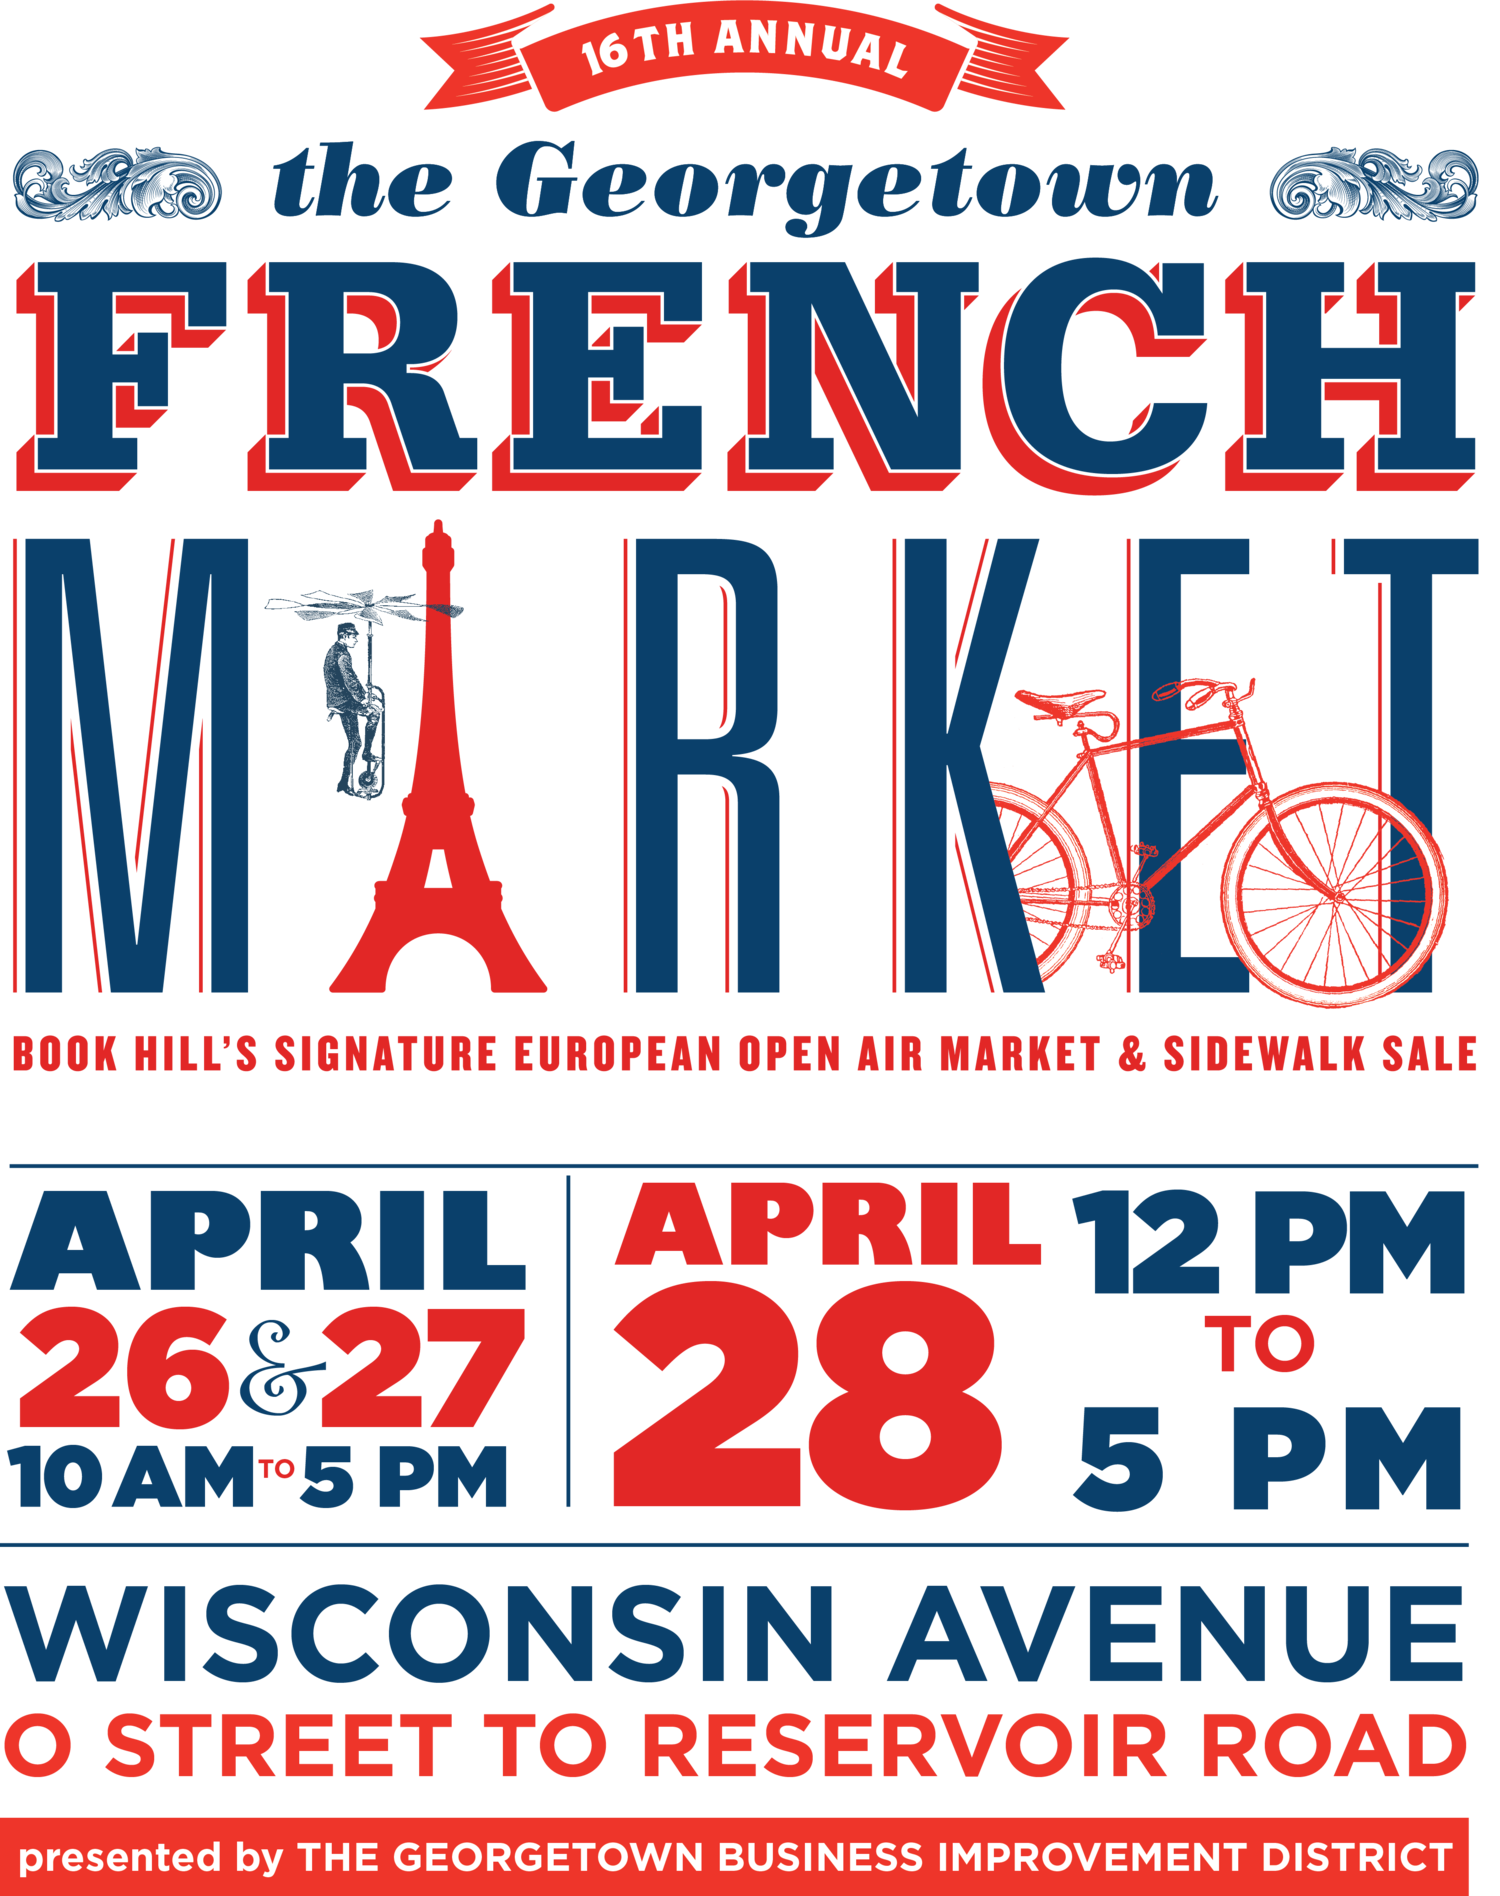 16TH ANNUAL
the Georgetown
FRENCH
MARKET
BOOK HILL'S SIGNATURE EUROPEAN OPEN AIR MARKET & SIDEWALK SALE
APRIL
26 & 27
10 AM TO 5 PM
APRIL
28
12 PM
TO
5 PM
WISCONSIN AVENUE
O STREET TO RESERVOIR ROAD
presented by THE GEORGETOWN BUSINESS IMPROVEMENT DISTRICT